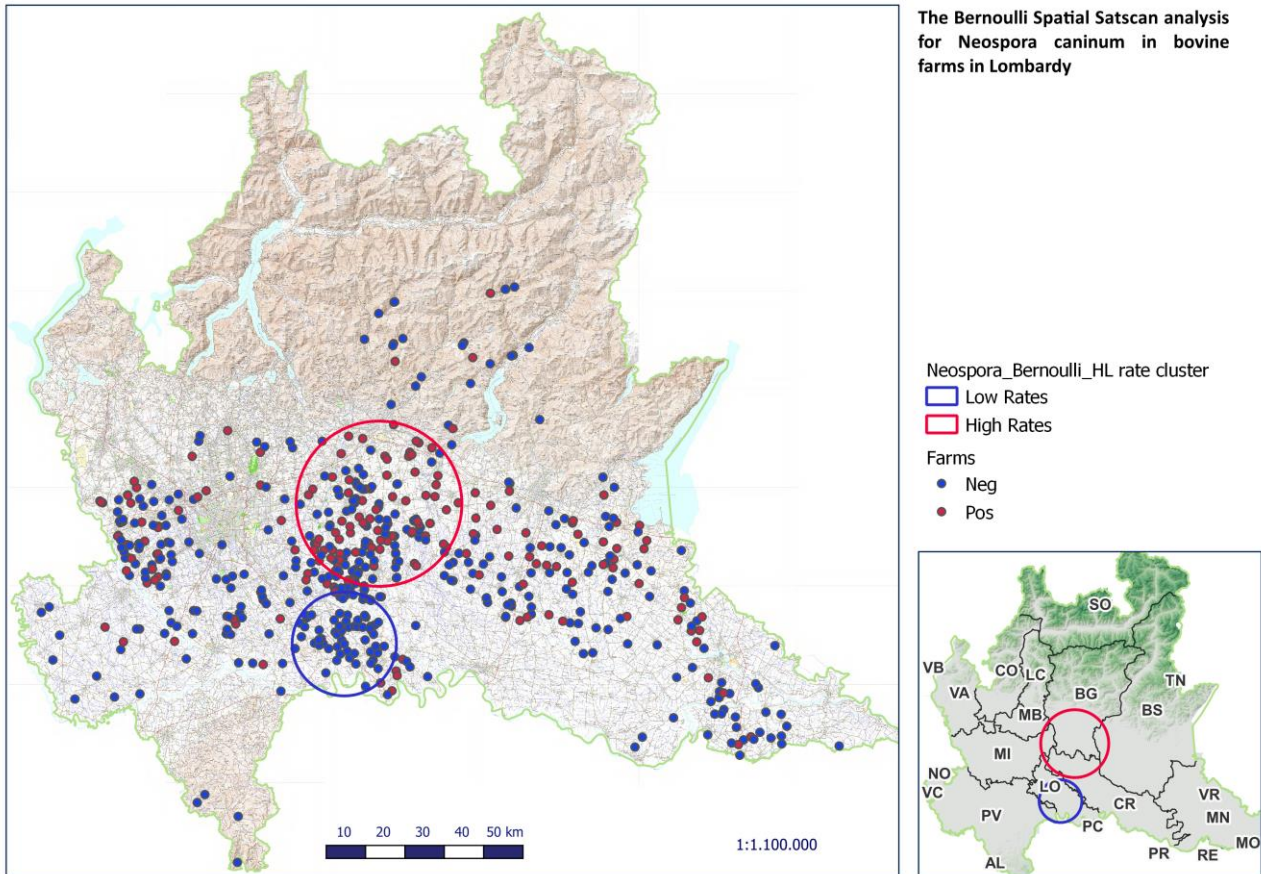 The Bernoulli Spatial Satscan analysis
for Neospora caninum in bovine
farms in Lombardy
Neospora_Bernoulli_HL rate cluster
Low Rates
High Rates
Farms
Neg
Pos
10 20 30 40 50 km
1:1.100.000
SO
VB
CO
LC
TN
VA
BG
BS
MB
MI
NO
LO
VC
VR
CR
PV
MN
PC
MO
PR
RE
AL